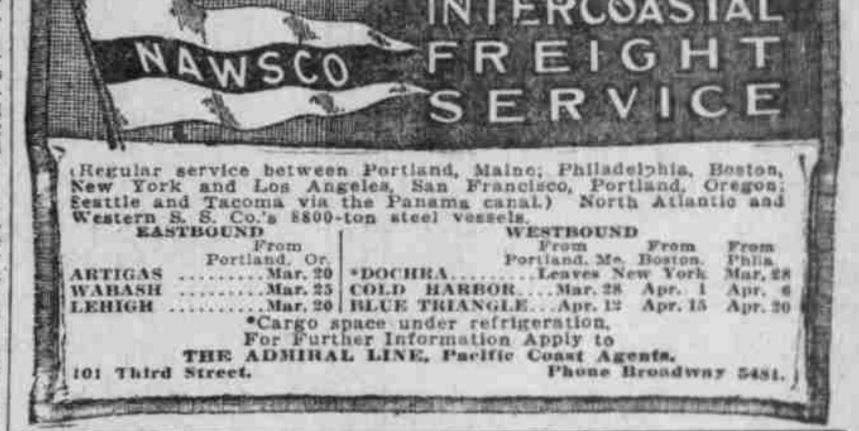 INTERCOASTAL
NAWSCO
FREIGHT
SERVICE
(Regular service between Portland, Maine; Philadelphia, Boston,
New York and Los Angeles, San Francisco, Portland, Oregon;
Seattle and Tacoma via the Panama canal.) North Atlantic and
Western S. S. Co.'s 8800-ton steel vessels.
EASTBOUND
From
Portland, Or.
ARTIGAS ..........Mar. 20
WABASH ..........Mar. 25
LEHIGH ...........Mar. 20
WESTBOUND
From From From
Portland, Me. Boston. Phila
*DOCHRA.........Leaves New York Mar. 28
COLD HARBOR....Mar. 28 Apr. 1 Apr. 6
BLUE TRIANGLE...Apr. 12 Apr. 15 Apr. 20
*Cargo space under refrigeration.
For Further Information Apply to
THE ADMIRAL LINE, Pacific Coast Agents.
101 Third Street. Phone Broadway 5481.